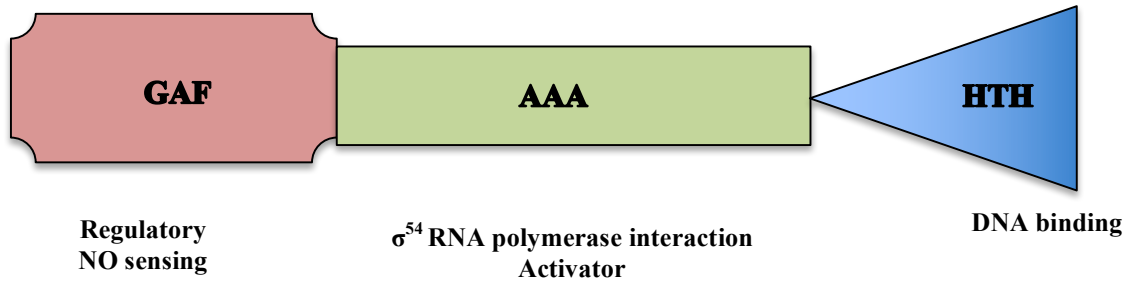 GAF
AAA
HTH
Regulatory
NO sensing
σ⁵⁴ RNA polymerase interaction
Activator
DNA binding